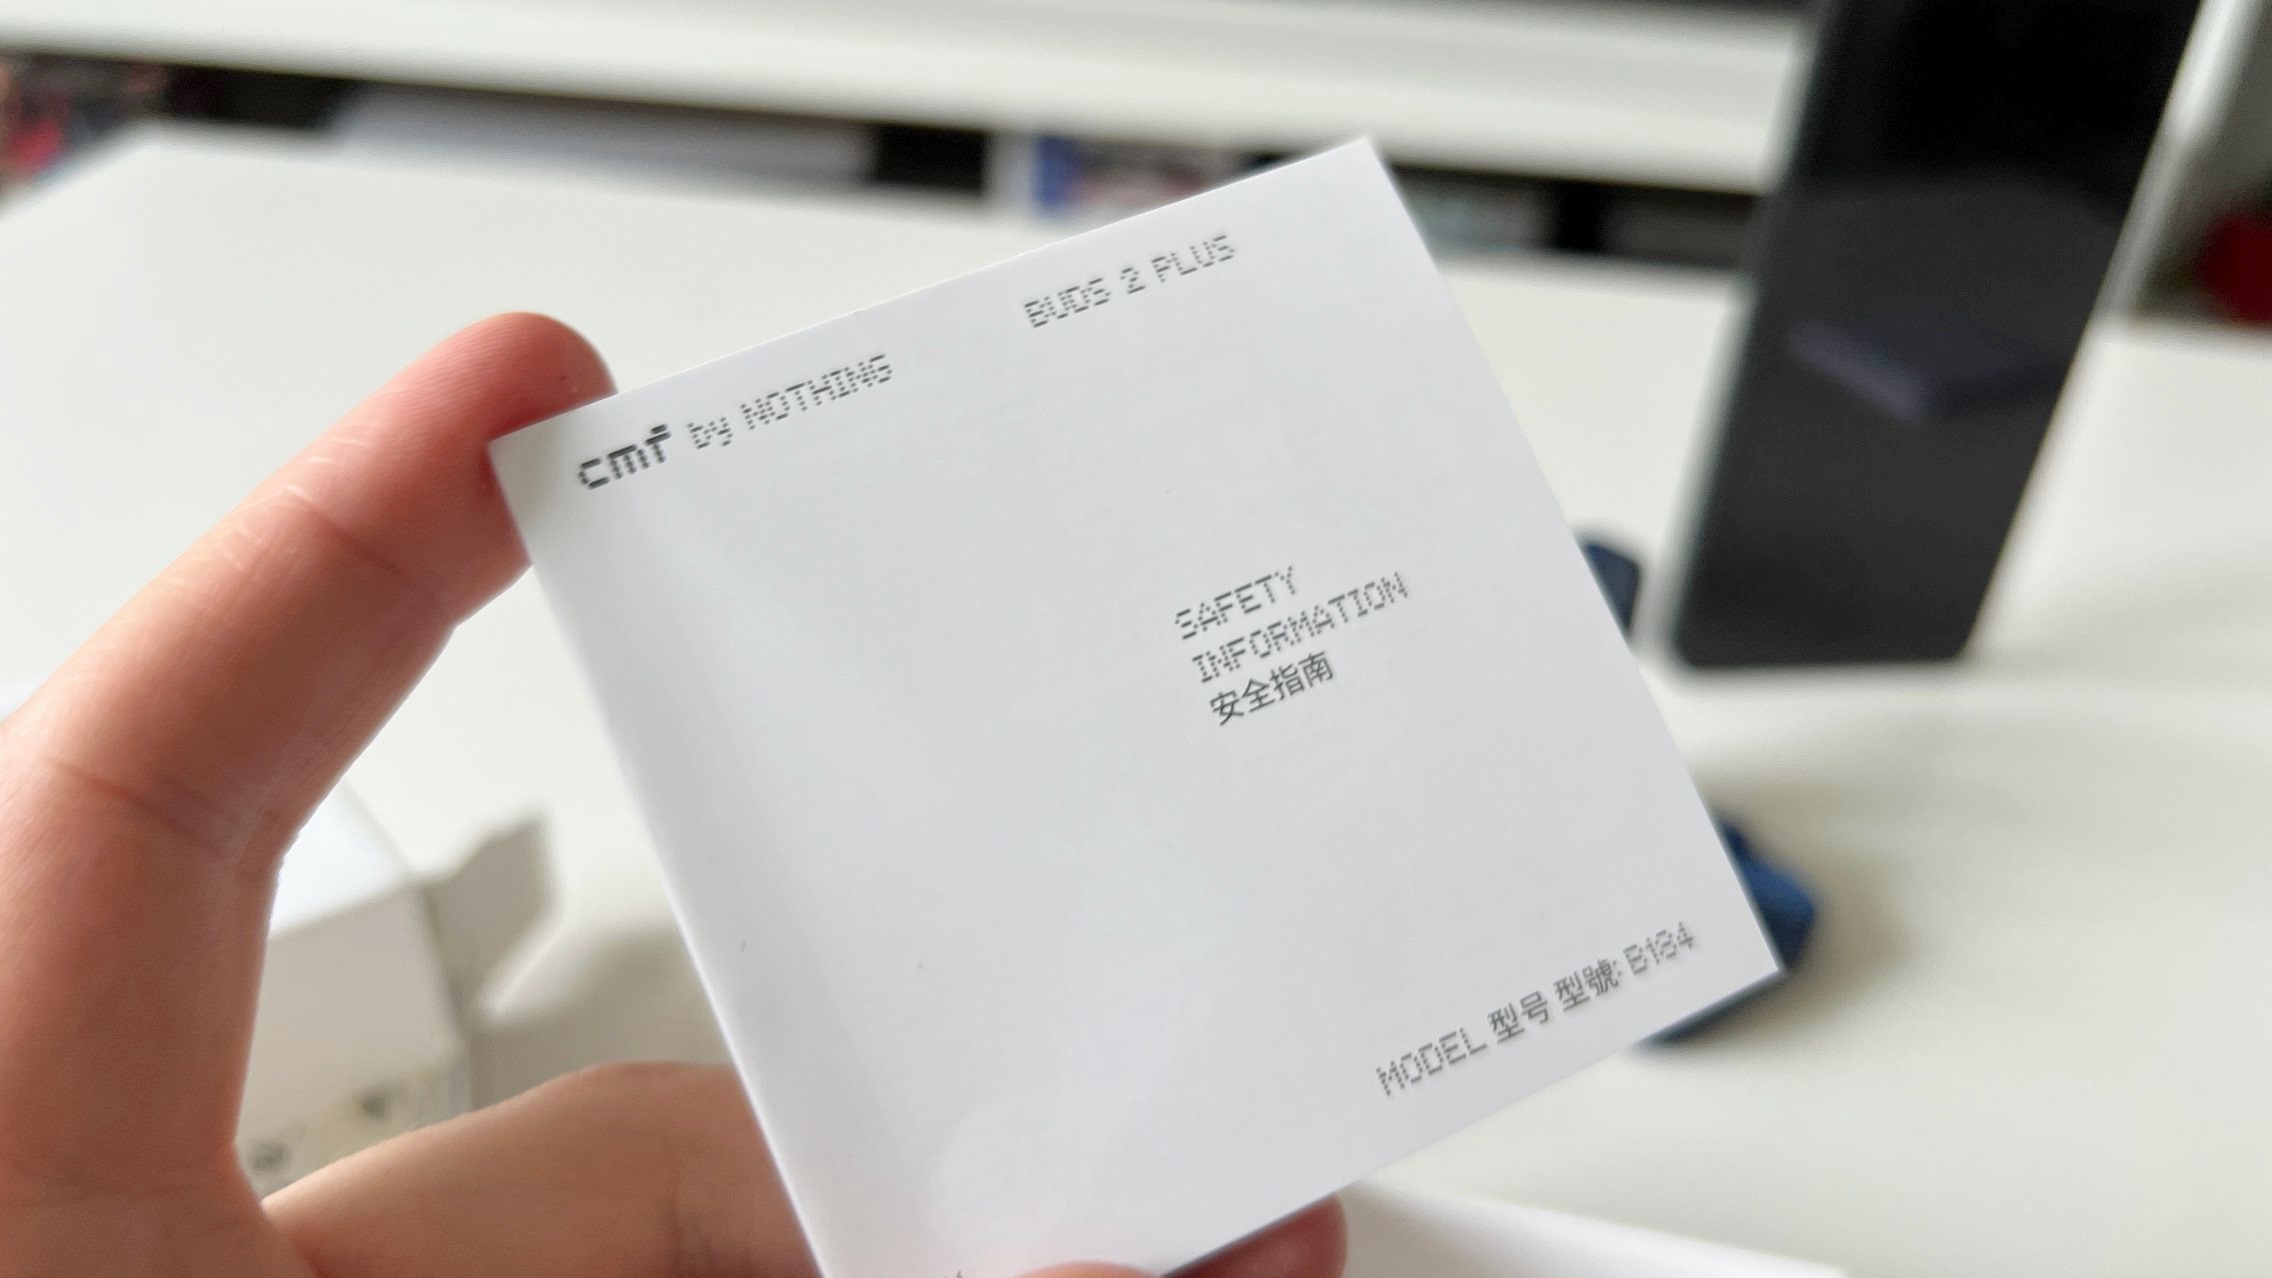 cmf by NOTHING
BUDS 2 PLUS
SAFETY
INFORMATION
安全指南
MODEL 型号 型號: B184